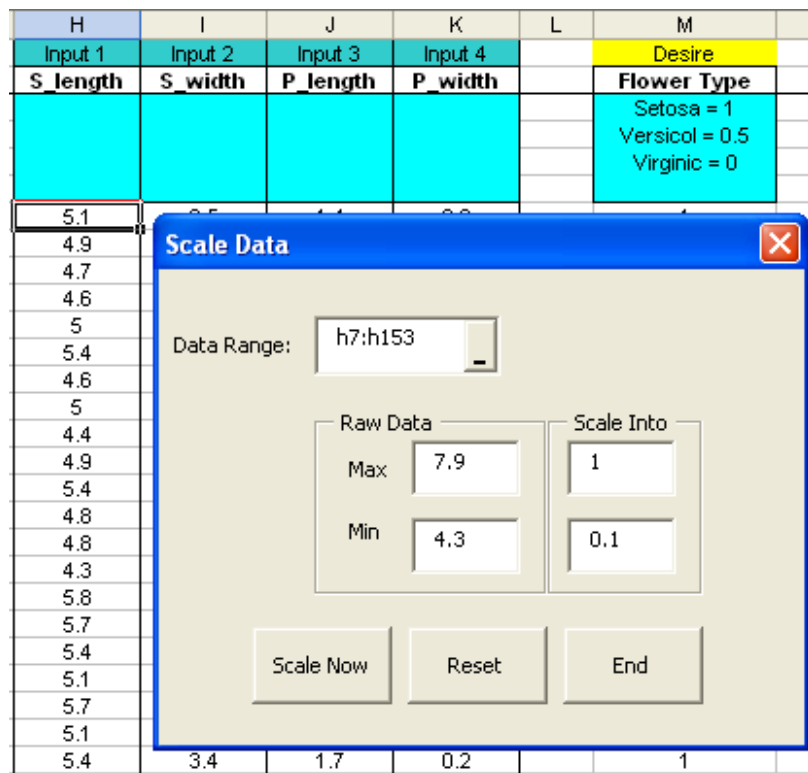 H I J K L M
Input 1 Input 2 Input 3 Input 4 Desire
S_length S_width P_length P_width Flower Type
Setosa = 1
Versicol = 0.5
Virginic = 0
5.1
4.9
Scale Data
4.7
4.6
5
Data Range: h7:h153
5.4
4.6
5
4.4
Raw Data Scale Into
4.9
Max 7.9 1
5.4
4.8
4.8
Min 4.3 0.1
4.3
5.8
5.7
5.4
Scale Now Reset End
5.1
5.7
5.1
5.4 3.4 1.7 0.2 1